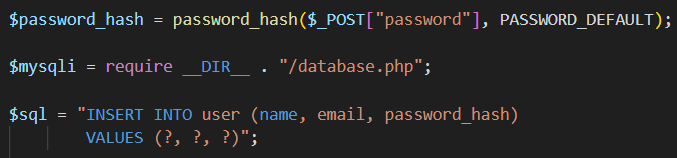 $password_hash = password_hash($_POST["password"], PASSWORD_DEFAULT);
$mysqli = require __DIR__ . "/database.php";
$sql = "INSERT INTO user (name, email, password_hash)
VALUES (?, ?, ?)";